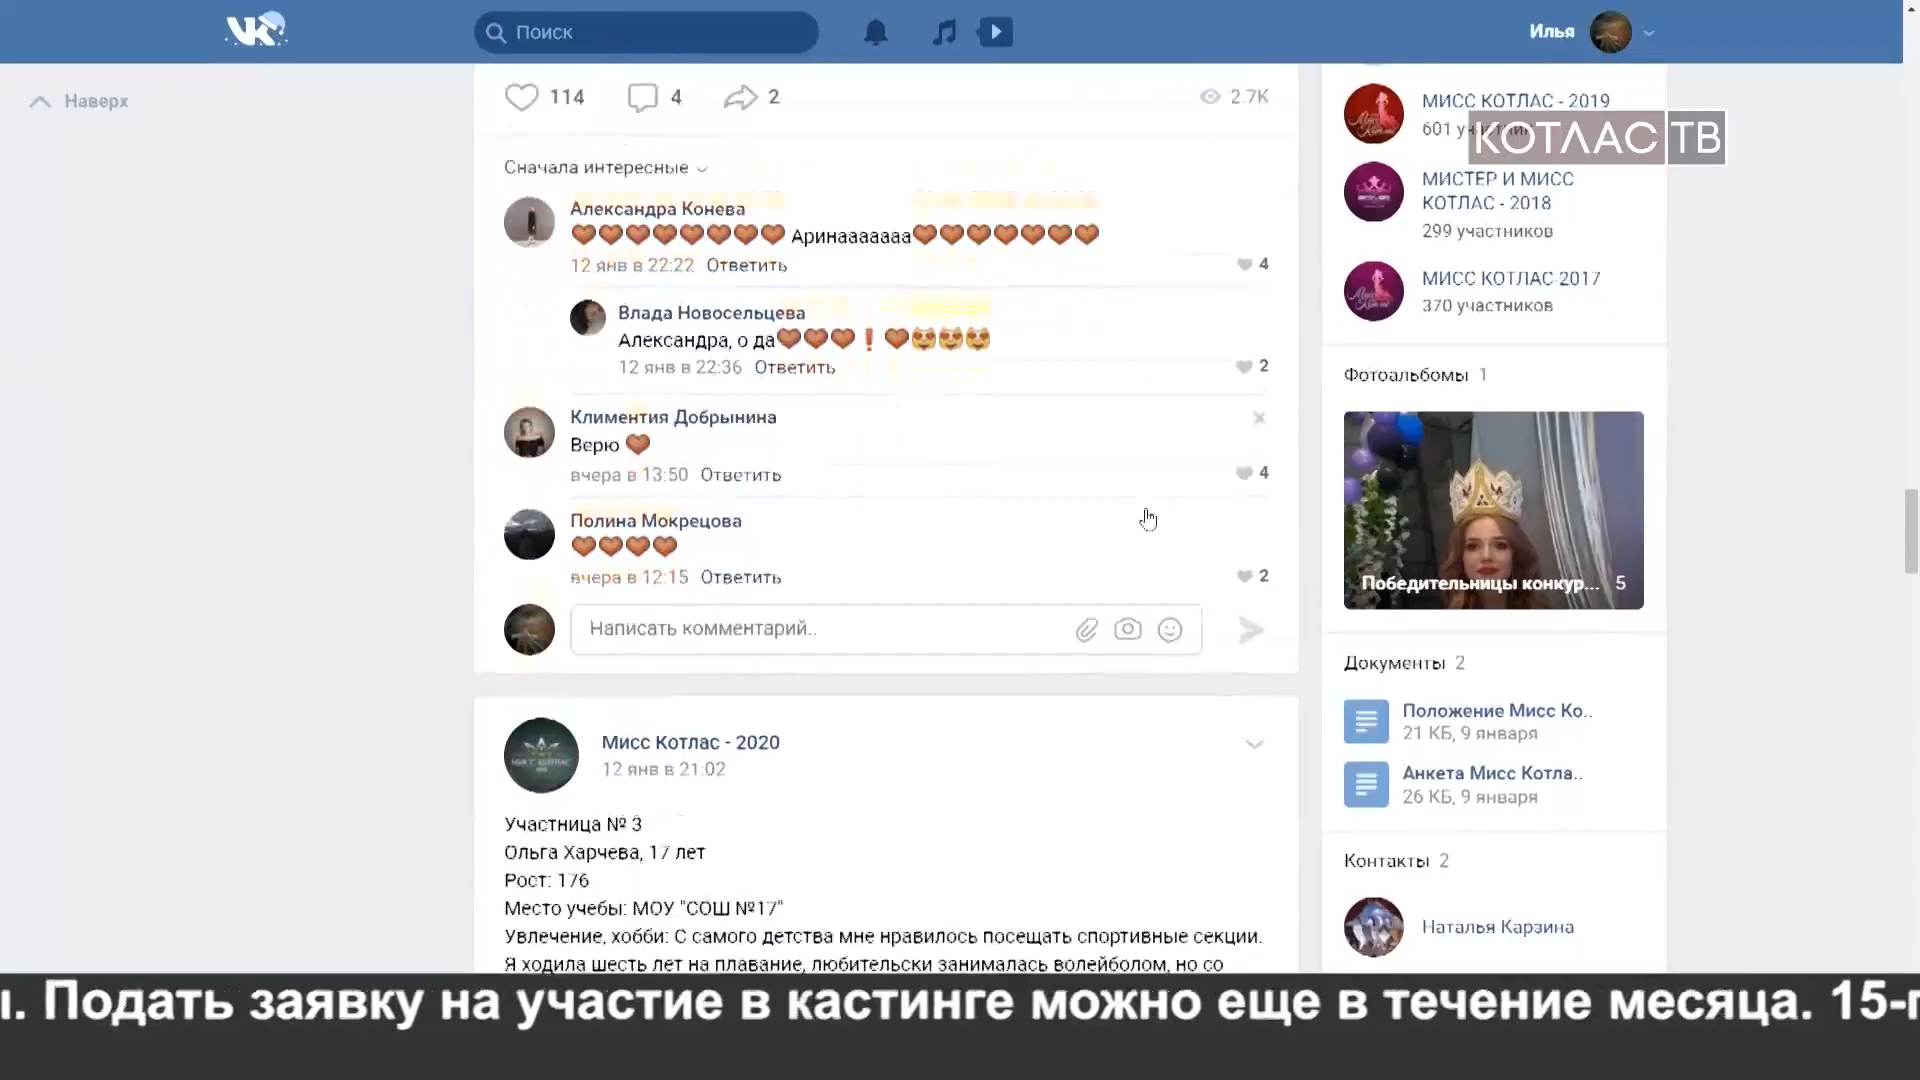 Поиск
Илья
Наверх
114
4
2
2.7K
Сначала интересные
Александра Конева
Аринааааааа
12 янв в 22:22 Ответить
4
Влада Новосельцева
Александра, о да
12 янв в 22:36 Ответить
2
Климентия Добрынина
Верю
вчера в 13:50 Ответить
4
Полина Мокрецова
вчера в 12:15 Ответить
2
Написать комментарий..
Мисс Котлас - 2020
12 янв в 21:02
Участница № 3
Ольга Харчева, 17 лет
Рост: 176
Место учебы: МОУ "СОШ №17"
Увлечение, хобби: С самого детства мне нравилось посещать спортивные секции.
Я ходила шесть лет на плавание, любительски занималась волейболом, но со
МИСС КОТЛАС - 2019
601
КОТЛАС ТВ
МИСТЕР И МИСС
КОТЛАС - 2018
299 участников
МИСС КОТЛАС-2017
370 участников
Фотоальбомы 1
Победительницы конкур... 5
Документы 2
Положение Мисс Ко..
21 КБ, 9 января
Анкета Мисс Котла..
26 КБ, 9 января
Контакты 2
Наталья Карзина
Подать заявку на участие в кастинге можно еще в течение месяца. 15-г